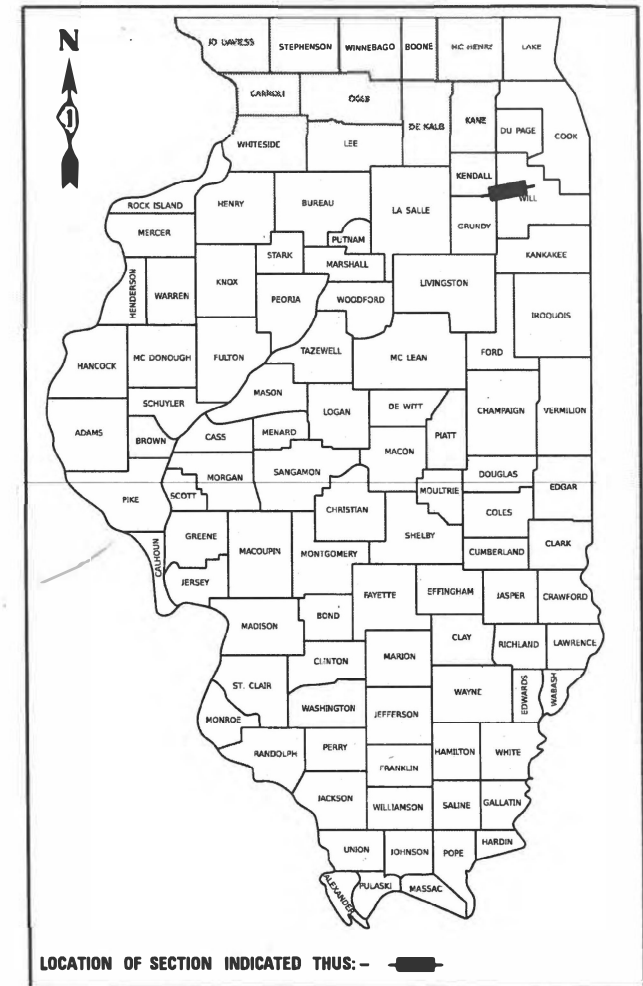 N
1
JO DAVIESS STEPHENSON WINNEBAGO BOONE MC HENRY LAKE
CARROLL OGLE DE KALB KANE DU PAGE COOK
WHITESIDE LEE
KENDALL WILL
ROCK ISLAND HENRY BUREAU LA SALLE GRUNDY
MERCER PUTNAM
STARK MARSHALL KANKAKEE
HENDERSON WARREN KNOX PEORIA WOODFORD LIVINGSTON IROQUOIS
HANCOCK MC DONOUGH FULTON TAZEWELL MC LEAN FORD
MASON
SCHUYLER LOGAN DE WITT CHAMPAIGN VERMILION
ADAMS BROWN CASS MENARD PIATT
MACON
MORGAN SANGAMON DOUGLAS EDGAR
PIKE SCOTT CHRISTIAN MOULTRIE
COLES
CALHOUN GREENE MACOUPIN MONTGOMERY SHELBY CUMBERLAND CLARK
JERSEY
FAYETTE EFFINGHAM JASPER CRAWFORD
MADISON BOND
CLAY RICHLAND LAWRENCE
CLINTON MARION
ST. CLAIR WAYNE EDWARDS WABASH
WASHINGTON JEFFERSON
MONROE
RANDOLPH PERRY HAMILTON WHITE
FRANKLIN
JACKSON WILLIAMSON SALINE GALLATIN
UNION JOHNSON POPE HARDIN
ALEXANDER PULASKI MASSAC
LOCATION OF SECTION INDICATED THUS: -